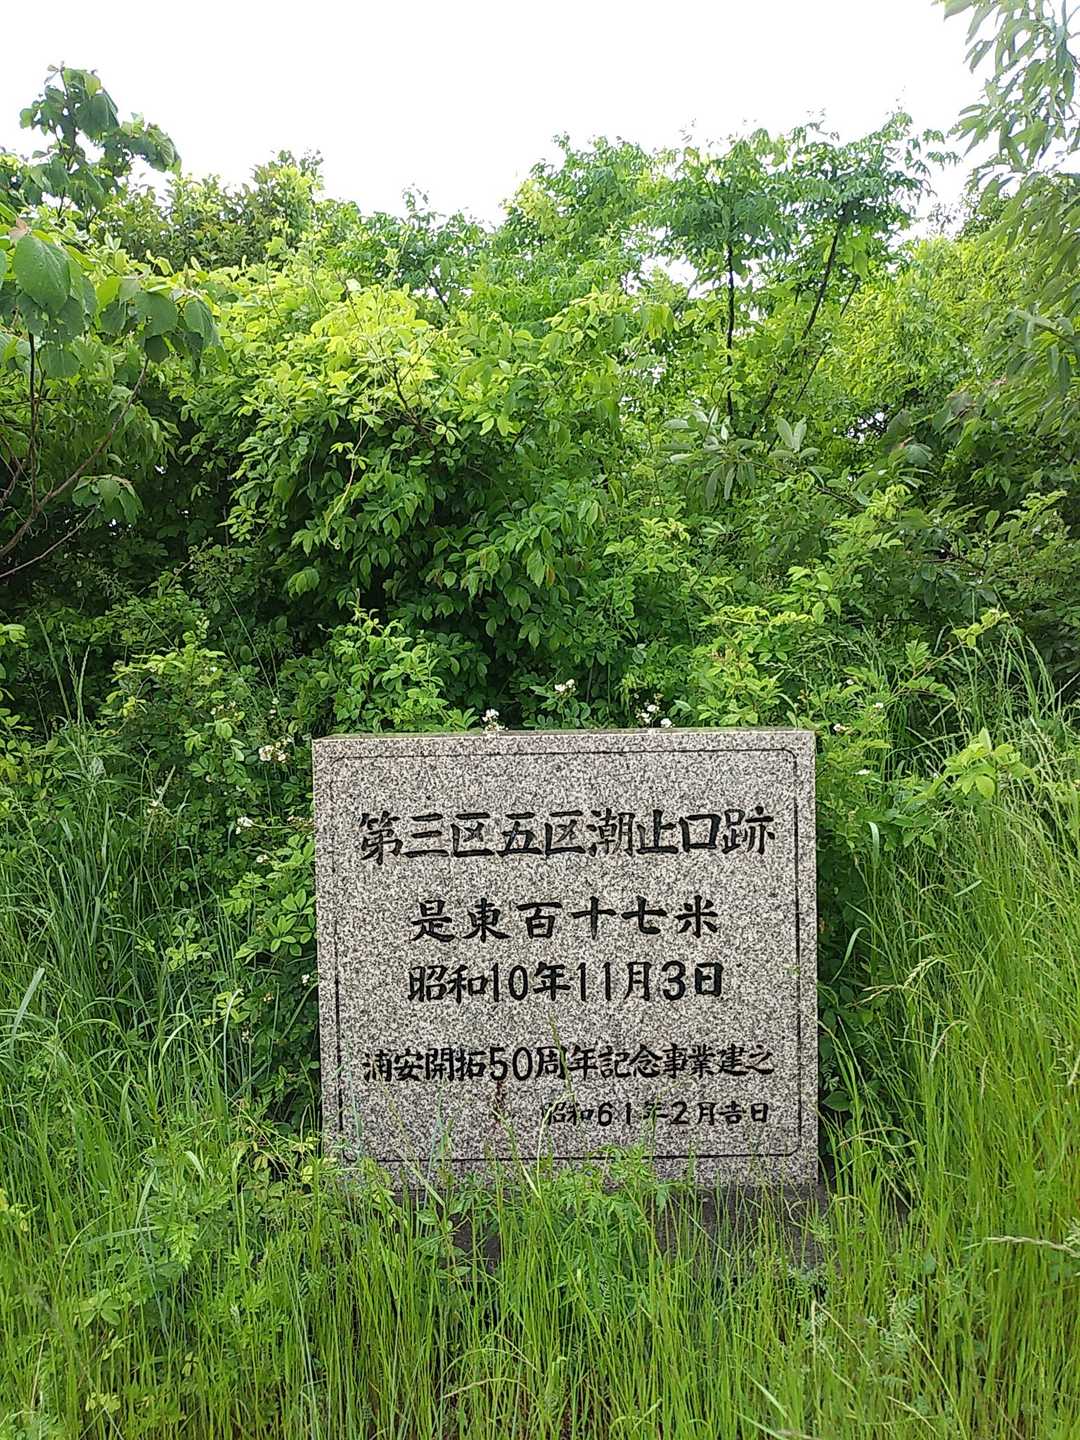 第三区五区潮止口跡
是東百十七米
昭和10年11月3日
浦安開拓50周年記念事業建之
昭和61年2月吉日